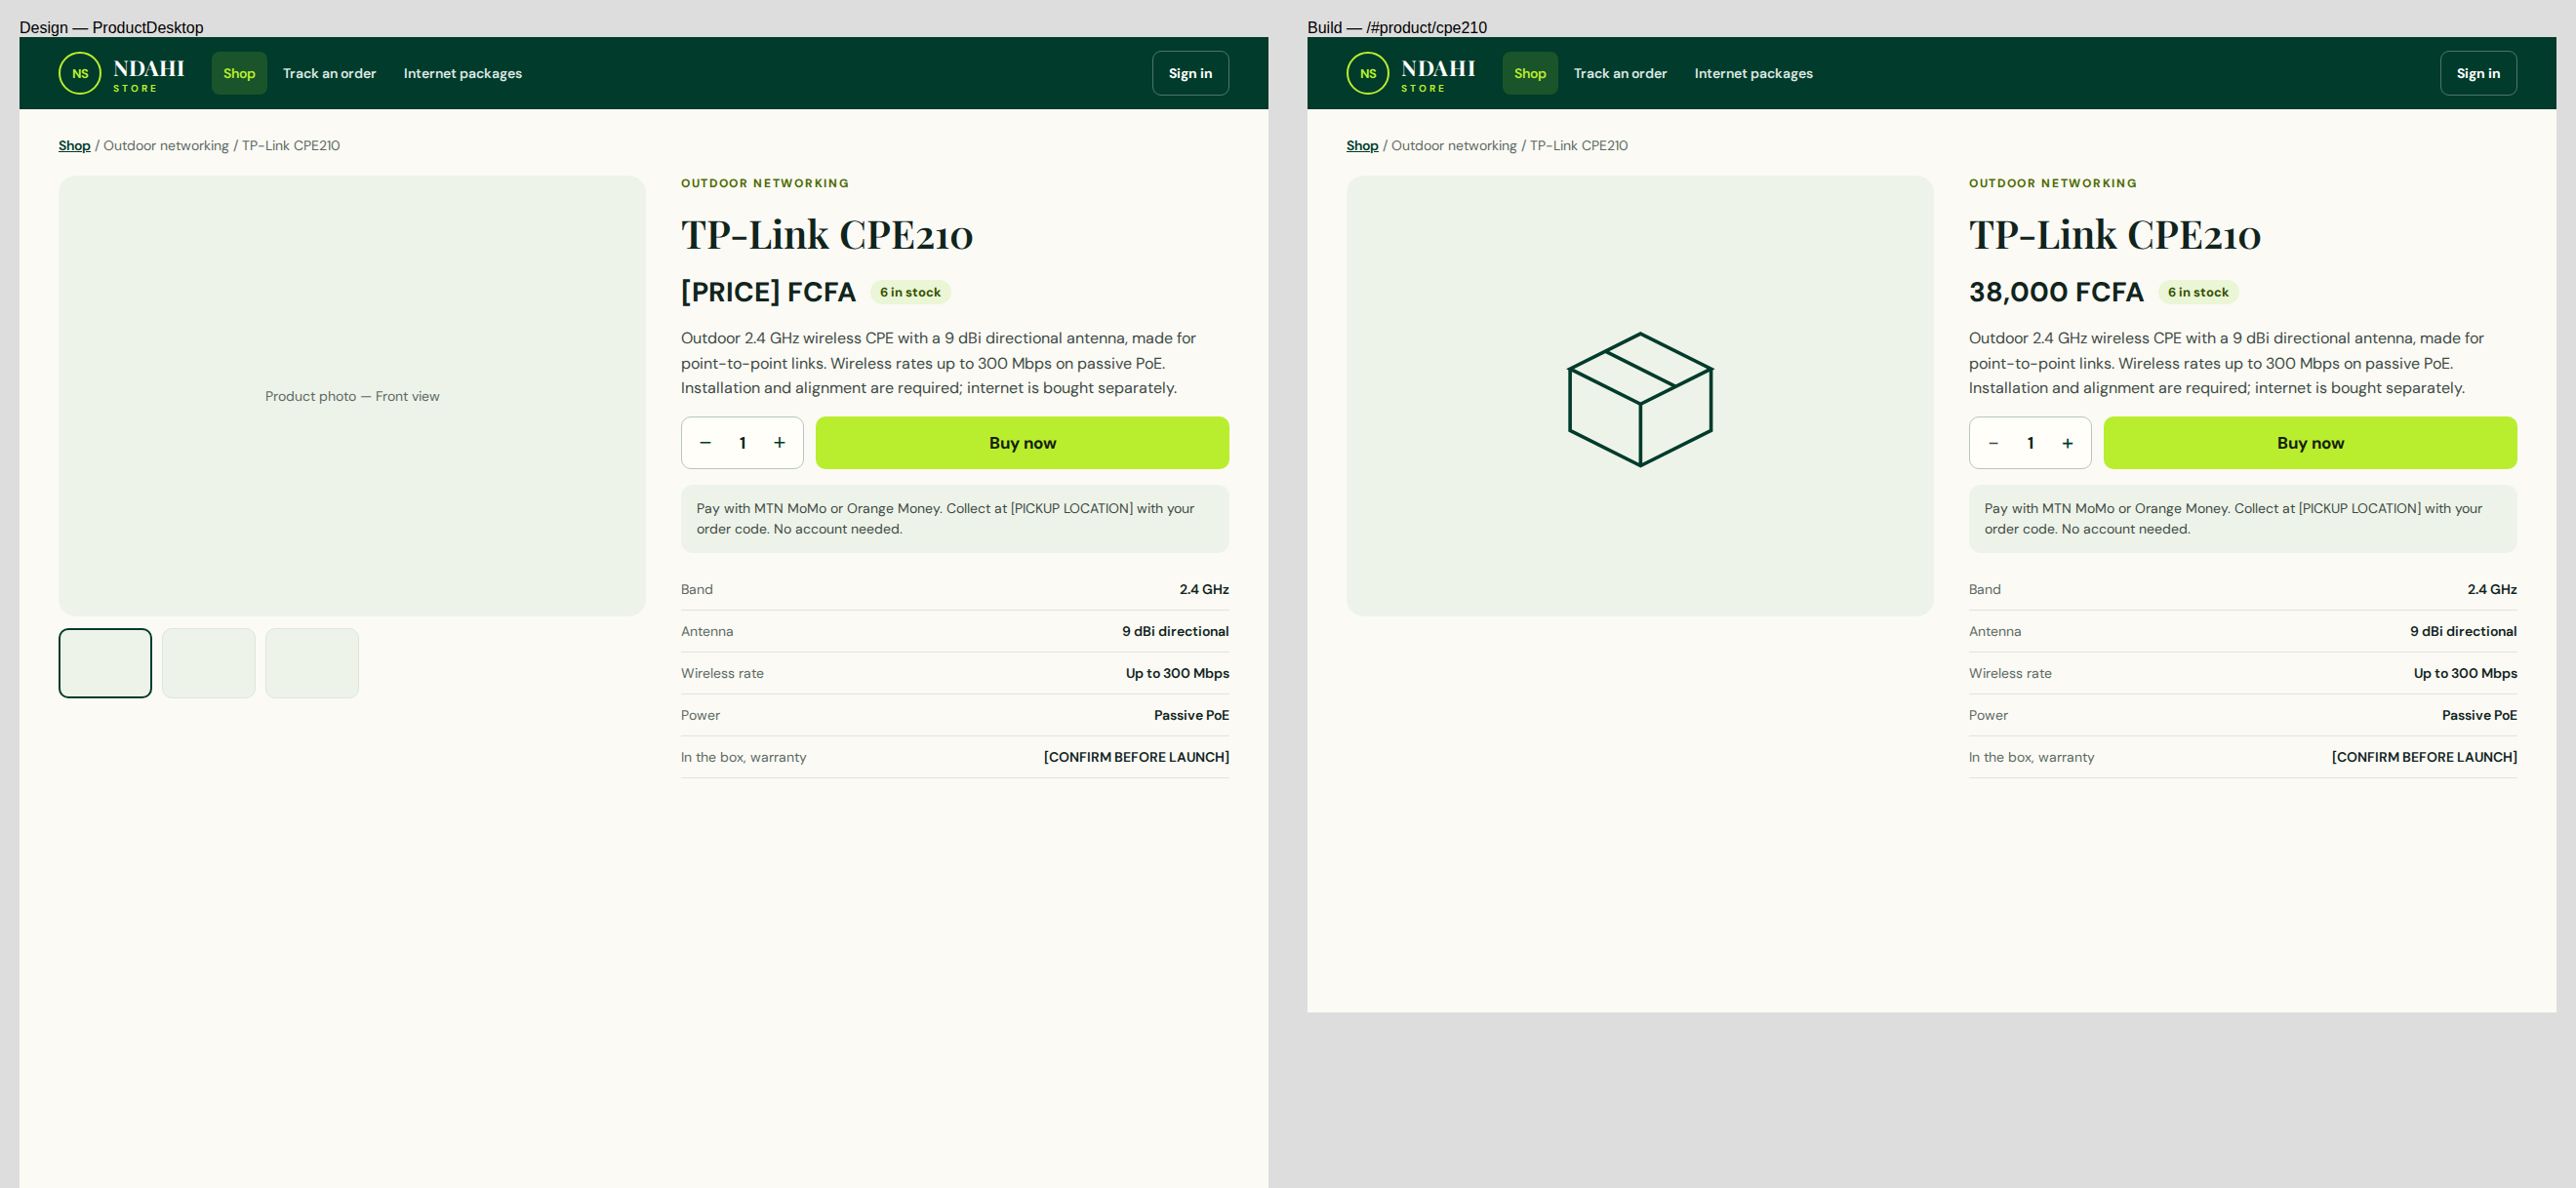 Design — ProductDesktop
NS
NDAHI
STORE
Shop
Track an order
Internet packages
Sign in
Shop / Outdoor networking / TP-Link CPE210
Product photo — Front view
OUTDOOR NETWORKING
TP-Link CPE210
[PRICE] FCFA
6 in stock
Outdoor 2.4 GHz wireless CPE with a 9 dBi directional antenna, made for
point-to-point links. Wireless rates up to 300 Mbps on passive PoE.
Installation and alignment are required; internet is bought separately.
− 1 +
Buy now
Pay with MTN MoMo or Orange Money. Collect at [PICKUP LOCATION] with your
order code. No account needed.
Band 2.4 GHz
Antenna 9 dBi directional
Wireless rate Up to 300 Mbps
Power Passive PoE
In the box, warranty [CONFIRM BEFORE LAUNCH]
Build — /#product/cpe210
NS
NDAHI
STORE
Shop
Track an order
Internet packages
Sign in
Shop / Outdoor networking / TP-Link CPE210
OUTDOOR NETWORKING
TP-Link CPE210
38,000 FCFA
6 in stock
Outdoor 2.4 GHz wireless CPE with a 9 dBi directional antenna, made for
point-to-point links. Wireless rates up to 300 Mbps on passive PoE.
Installation and alignment are required; internet is bought separately.
− 1 +
Buy now
Pay with MTN MoMo or Orange Money. Collect at [PICKUP LOCATION] with your
order code. No account needed.
Band 2.4 GHz
Antenna 9 dBi directional
Wireless rate Up to 300 Mbps
Power Passive PoE
In the box, warranty [CONFIRM BEFORE LAUNCH]